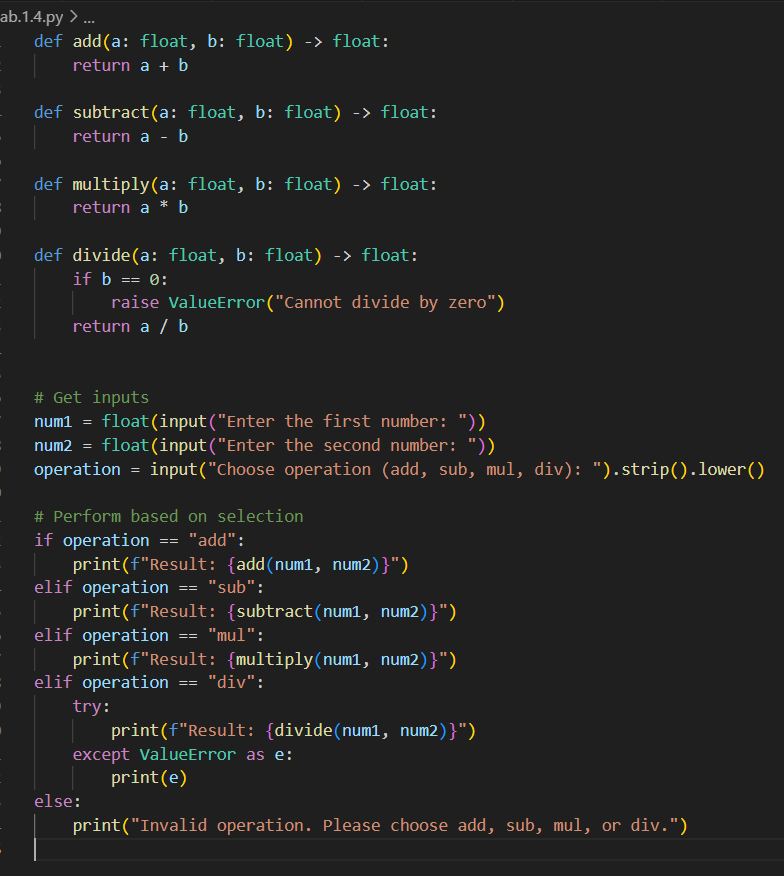 ab.1.4.py > ...
def add(a: float, b: float) -> float:
    return a + b
def subtract(a: float, b: float) -> float:
    return a - b
def multiply(a: float, b: float) -> float:
    return a * b
def divide(a: float, b: float) -> float:
    if b == 0:
        raise ValueError("Cannot divide by zero")
    return a / b
# Get inputs
num1 = float(input("Enter the first number: "))
num2 = float(input("Enter the second number: "))
operation = input("Choose operation (add, sub, mul, div): ").strip().lower()
# Perform based on selection
if operation == "add":
    print(f"Result: {add(num1, num2)}")
elif operation == "sub":
    print(f"Result: {subtract(num1, num2)}")
elif operation == "mul":
    print(f"Result: {multiply(num1, num2)}")
elif operation == "div":
    try:
        print(f"Result: {divide(num1, num2)}")
    except ValueError as e:
        print(e)
else:
    print("Invalid operation. Please choose add, sub, mul, or div.")